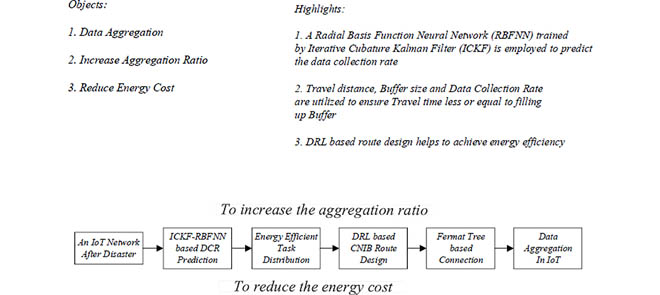 Objects:
1. Data Aggregation
2. Increase Aggregation Ratio
3. Reduce Energy Cost
Highlights:
1. A Radial Basis Function Neural Network (RBFNN) trained
by Iterative Cubature Kalman Filter (ICKF) is employed to predict
the data collection rate
2. Travel distance, Buffer size and Data Collection Rate
are utilized to ensure Travel time less or equal to filling
up Buffer
3. DRL based route design helps to achieve energy efficiency
To increase the aggregation ratio
An IoT Network
After Disaster
ICKF-RBFNN
based DCR
Prediction
Energy Efficient
Task
Distribution
DRL based
CNIB Route
Design
Fermat Tree
based
Connection
Data
Aggregation
In IoT
To reduce the energy cost